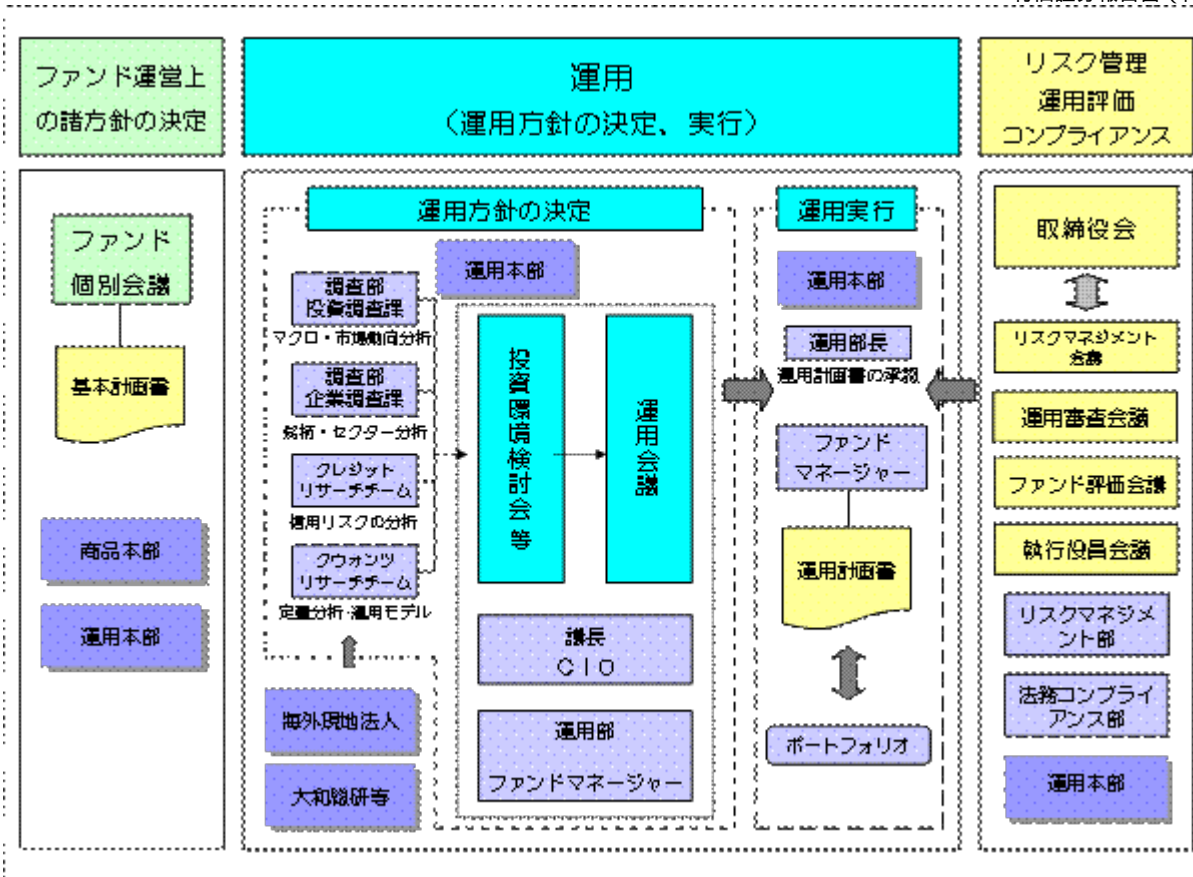 ファンド運営上
の諸方針の決定
運用
（運用方針の決定、実行）
リスク管理
運用評価
コンプライアンス
ファンド
個別会議
基本計画書
商品本部
運用本部
運用方針の決定
運用本部
調査部
投資調査課
マクロ・市場動向分析
調査部
企業調査課
銘柄・セクター分析
クレジット
リサーチチーム
信用リスクの分析
クウォンツ
リサーチチーム
定量分析・運用モデル
海外現地法人
大和総研等
投資環境検討会等
運用会議
議長
ＣＩＯ
運用部
ファンドマネージャー
運用実行
運用本部
運用部長
運用計画書の承認
ファンド
マネージャー
運用計画書
ポートフォリオ
取締役会
リスクマネジメント
会議
運用審査会議
ファンド評価会議
執行役員会議
リスクマネジメ
ント部
法務コンプライ
アンス部
運用本部